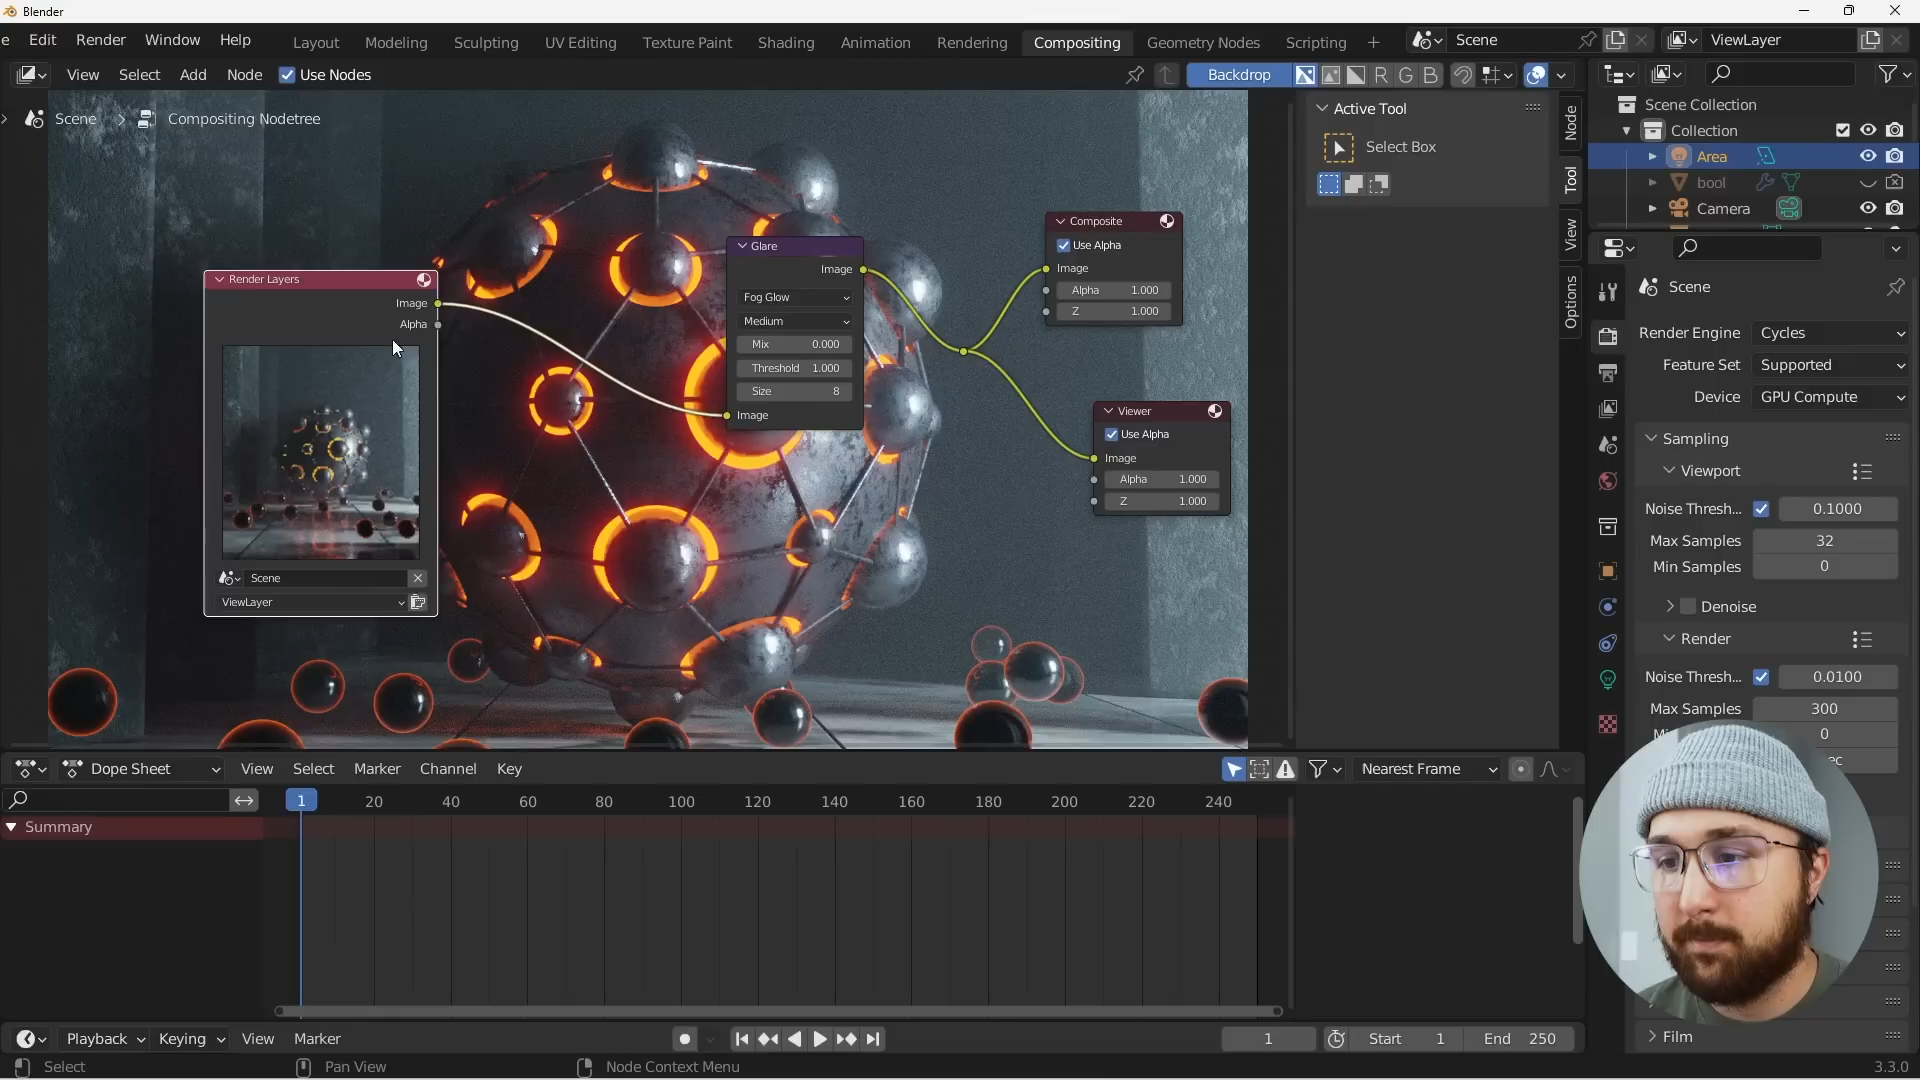 Blender
e Edit Render Window Help Layout Modeling Sculpting UV Editing Texture Paint Shading Animation Rendering Compositing Geometry Nodes Scripting + Scene ViewLayer
View Select Add Node Use Nodes Backdrop R G B
Scene > Compositing Nodetree
Active Tool
Select Box
Node
Tool
View
Options
Render Layers
Image
Alpha
Scene
ViewLayer
Glare
Image
Fog Glow
Medium
Mix 0.000
Threshold 1.000
Size 8
Image
Composite
Use Alpha
Image
Alpha 1.000
Z 1.000
Viewer
Use Alpha
Image
Alpha 1.000
Z 1.000
Scene Collection
Collection
Area
bool
Camera
Scene
Render Engine Cycles
Feature Set Supported
Device GPU Compute
Sampling
Viewport
Noise Thresh... 0.1000
Max Samples 32
Min Samples 0
Denoise
Render
Noise Thresh... 0.0100
Max Samples 300
0
ec
Film
Dope Sheet View Select Marker Channel Key Nearest Frame
1 20 40 60 80 100 120 140 160 180 200 220 240
Summary
Playback Keying View Marker 1 Start 1 End 250
Select Pan View Node Context Menu 3.3.0